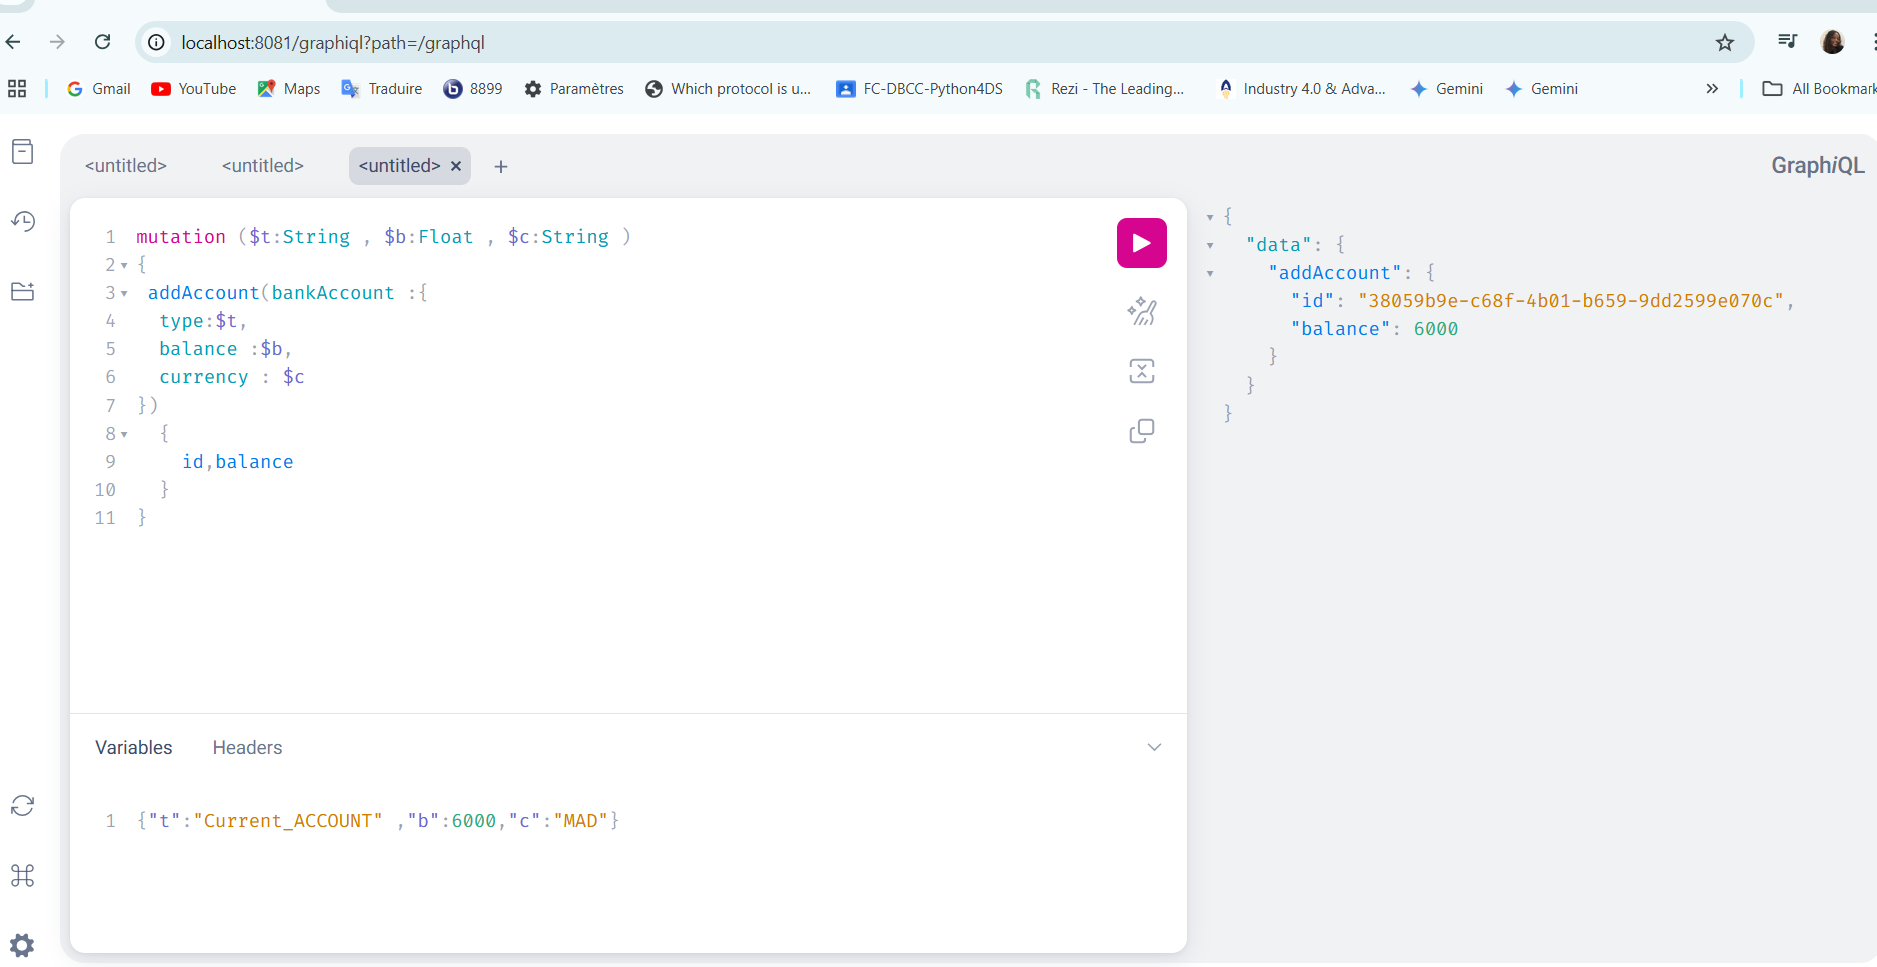 localhost:8081/graphiql?path=/graphql
Gmail YouTube Maps Traduire 8899 Paramètres Which protocol is u... FC-DBCC-Python4DS Rezi - The Leading... Industry 4.0 & Adva... Gemini Gemini » All Bookmark
<untitled> <untitled> <untitled> × +
GraphiQL
1 mutation ($t:String , $b:Float , $c:String )
2 {
3 addAccount(bankAccount :{
4 type:$t,
5 balance :$b,
6 currency : $c
7 })
8 {
9 id,balance
10 }
11 }
Variables Headers
1 {"t":"Current_ACCOUNT" ,"b":6000,"c":"MAD"}
{
"data": {
"addAccount": {
"id": "38059b9e-c68f-4b01-b659-9dd2599e070c",
"balance": 6000
}
}
}